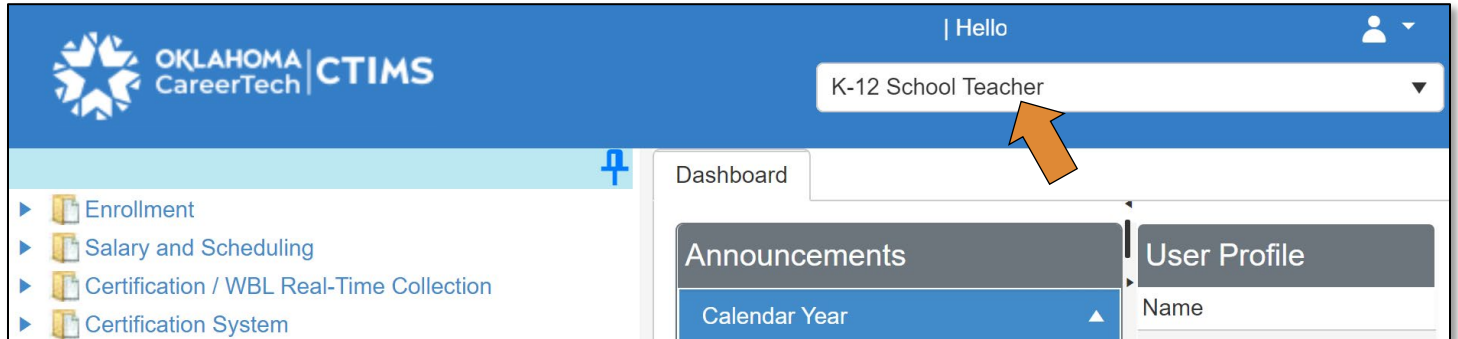 | Hello
OKLAHOMA
CareerTech
CTIMS
K-12 School Teacher
Dashboard
Enrollment
Salary and Scheduling
Certification / WBL Real-Time Collection
Certification System
Announcements
Calendar Year
User Profile
Name